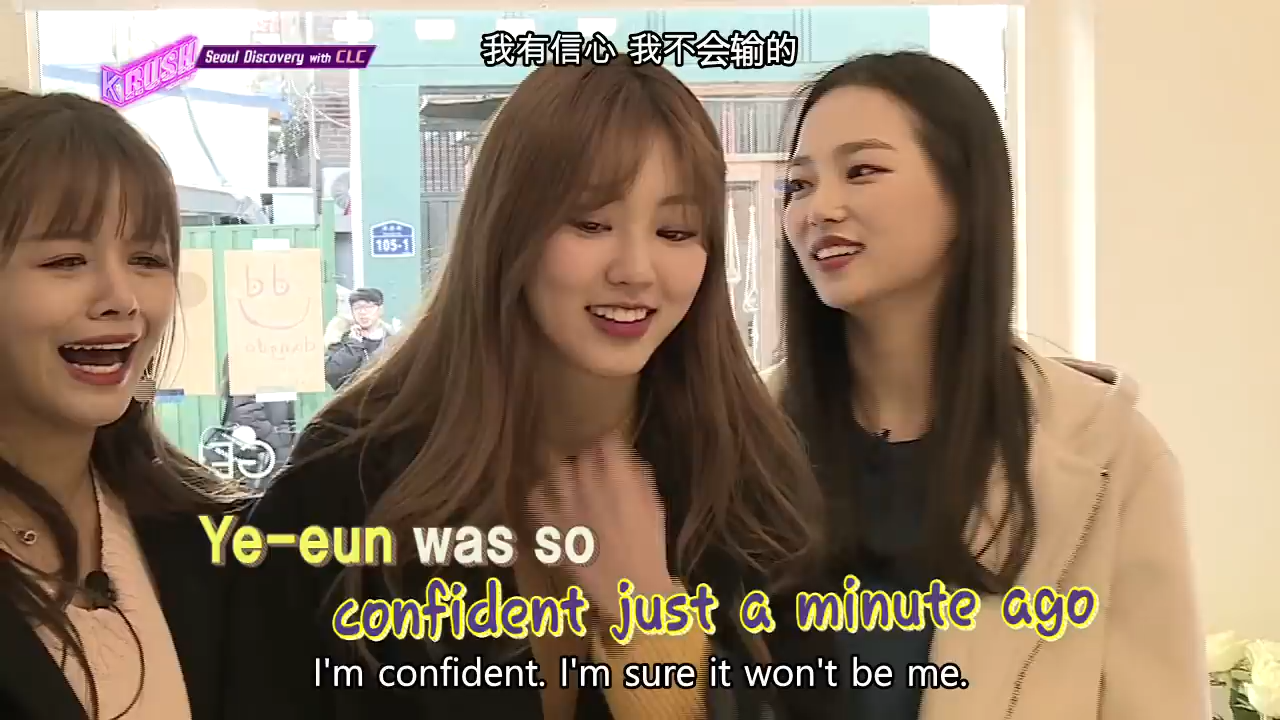 我有信心 我不会输的
KRUSH
Seoul Discovery with CLC
105-1
Ye-eun was so
confident just a minute ago
I'm confident. I'm sure it won't be me.